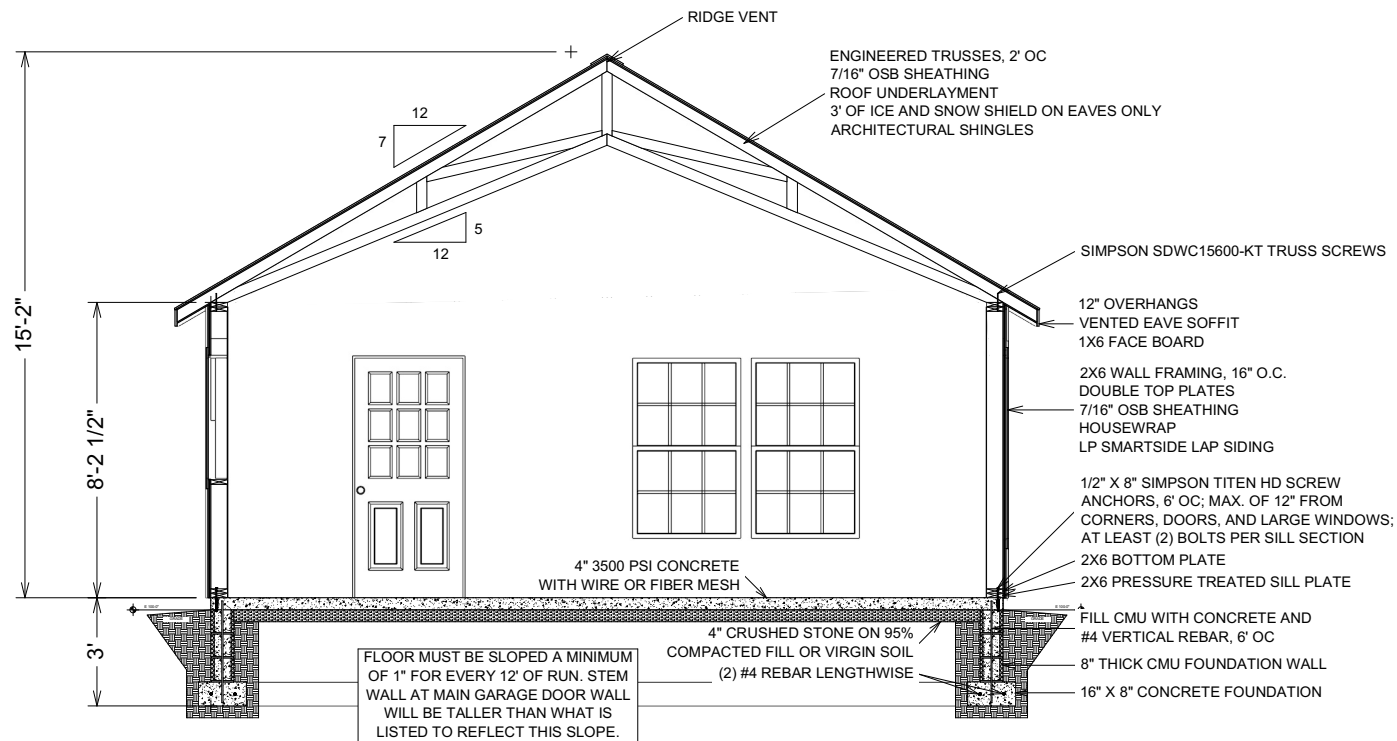 RIDGE VENT
ENGINEERED TRUSSES, 2' OC
7/16" OSB SHEATHING
ROOF UNDERLAYMENT
3' OF ICE AND SNOW SHIELD ON EAVES ONLY
ARCHITECTURAL SHINGLES
12
7
5
12
15'-2"
8'-2 1/2"
3'
SIMPSON SDWC15600-KT TRUSS SCREWS
12" OVERHANGS
VENTED EAVE SOFFIT
1X6 FACE BOARD
2X6 WALL FRAMING, 16" O.C.
DOUBLE TOP PLATES
7/16" OSB SHEATHING
HOUSEWRAP
LP SMARTSIDE LAP SIDING
1/2" X 8" SIMPSON TITEN HD SCREW
ANCHORS, 6' OC; MAX. OF 12" FROM
CORNERS, DOORS, AND LARGE WINDOWS;
AT LEAST (2) BOLTS PER SILL SECTION
2X6 BOTTOM PLATE
2X6 PRESSURE TREATED SILL PLATE
FILL CMU WITH CONCRETE AND
#4 VERTICAL REBAR, 6' OC
8" THICK CMU FOUNDATION WALL
16" X 8" CONCRETE FOUNDATION
4" 3500 PSI CONCRETE
WITH WIRE OR FIBER MESH
4" CRUSHED STONE ON 95%
COMPACTED FILL OR VIRGIN SOIL
(2) #4 REBAR LENGTHWISE
FLOOR MUST BE SLOPED A MINIMUM
OF 1" FOR EVERY 12' OF RUN. STEM
WALL AT MAIN GARAGE DOOR WALL
WILL BE TALLER THAN WHAT IS
LISTED TO REFLECT THIS SLOPE.